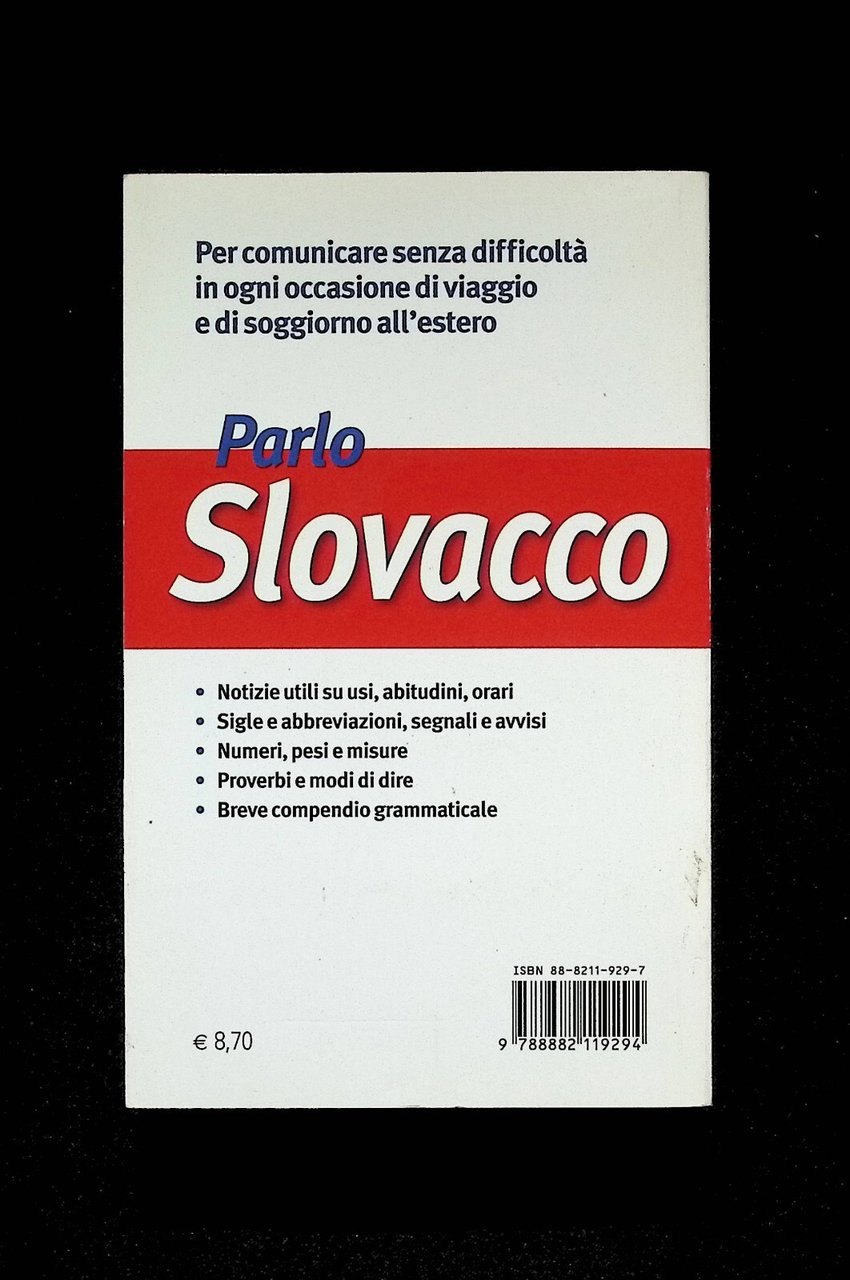 Per comunicare senza difficoltà
in ogni occasione di viaggio
e di soggiorno all'estero
Parlo
Slovacco
• Notizie utili su usi, abitudini, orari
• Sigle e abbreviazioni, segnali e avvisi
• Numeri, pesi e misure
• Proverbi e modi di dire
• Breve compendio grammaticale
ISBN 88-8211-929-7
€ 8,70
9 788882 119294